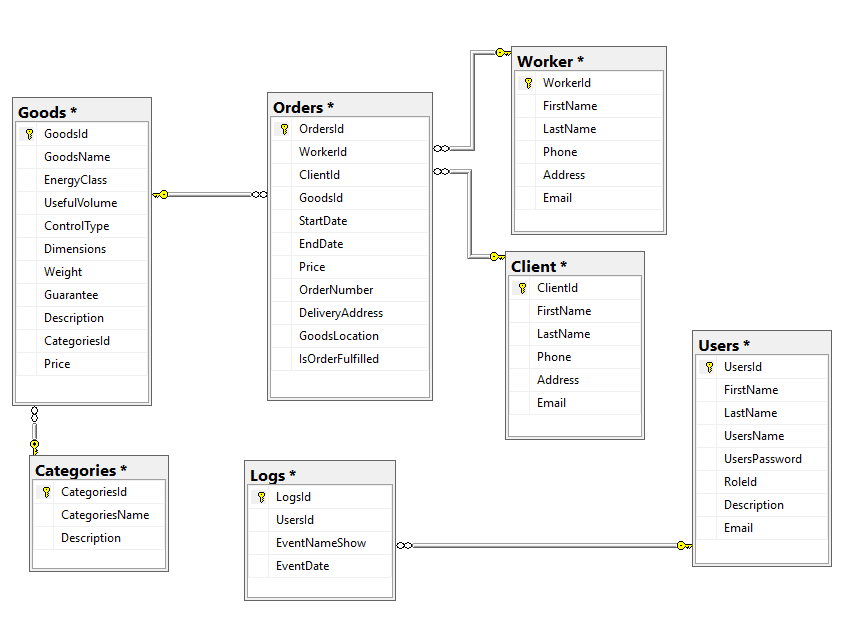 Goods *
GoodsId
GoodsName
EnergyClass
UsefulVolume
ControlType
Dimensions
Weight
Guarantee
Description
CategoriesId
Price
Orders *
OrdersId
WorkerId
ClientId
GoodsId
StartDate
EndDate
Price
OrderNumber
DeliveryAddress
GoodsLocation
IsOrderFulfilled
Worker *
WorkerId
FirstName
LastName
Phone
Address
Email
Client *
ClientId
FirstName
LastName
Phone
Address
Email
Users *
UsersId
FirstName
LastName
UsersName
UsersPassword
RoleId
Description
Email
Categories *
CategoriesId
CategoriesName
Description
Logs *
LogsId
UsersId
EventNameShow
EventDate